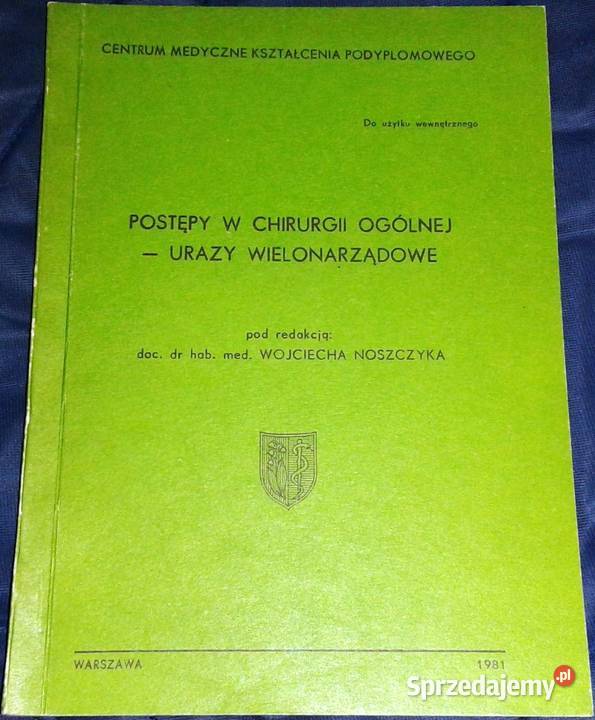 CENTRUM MEDYCZNE KSZTAŁCENIA PODYPLOMOWEGO
Do użytku wewnętrznego
POSTĘPY W CHIRURGII OGÓLNEJ
— URAZY WIELONARZĄDOWE
pod redakcją:
doc. dr hab. med. WOJCIECHA NOSZCZYKA
WARSZAWA 1981
Sprzedajemy.pl